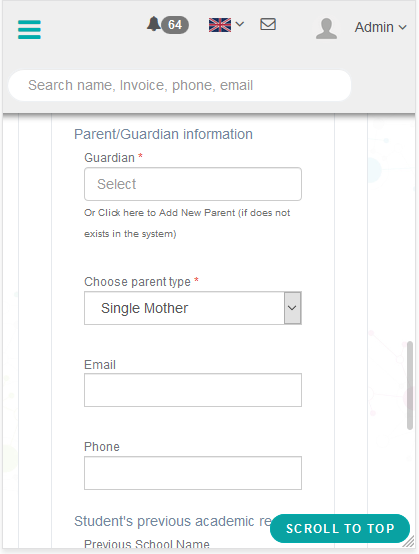 64
Admin
Search name, Invoice, phone, email
Parent/Guardian information
Guardian *
Select
Or Click here to Add New Parent (if does not
exists in the system)
Choose parent type *
Single Mother
Email
Phone
Student's previous academic re
SCROLL TO TOP
Previous School Name